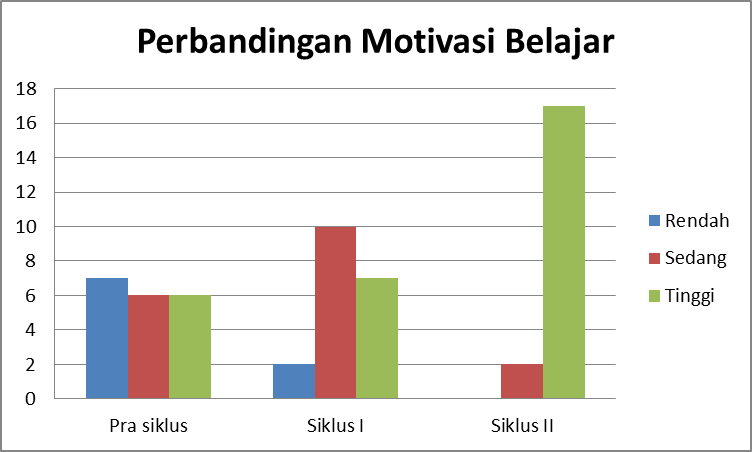 Perbandingan Motivasi Belajar
18
16
14
12
10
8
6
4
2
0
Pra siklus
Siklus I
Siklus II
Rendah
Sedang
Tinggi